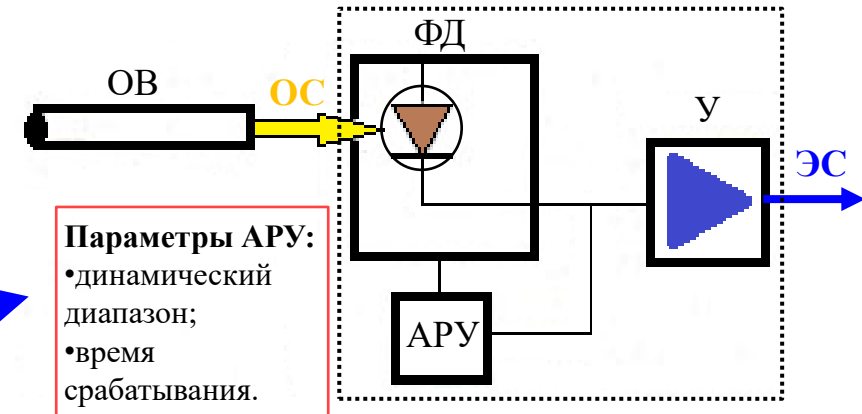 ФД
ОВ
ОС
У
ЭС
Параметры АРУ:
•динамический
диапазон;
•время
срабатывания.
АРУ